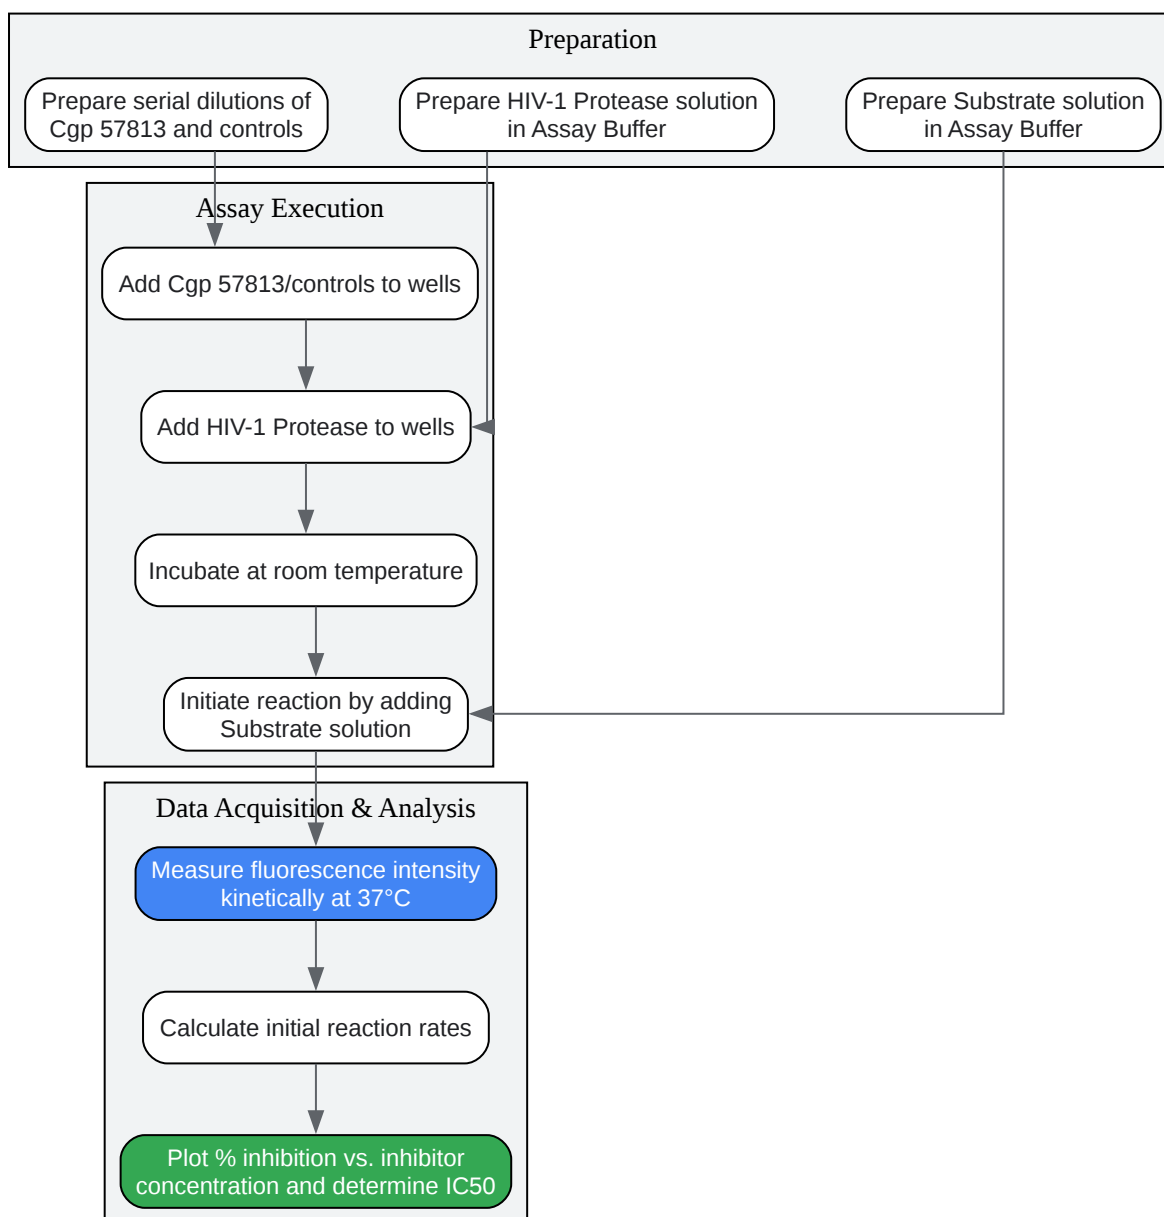 Preparation
Prepare serial dilutions of
Cgp 57813 and controls
Prepare HIV-1 Protease solution
in Assay Buffer
Prepare Substrate solution
in Assay Buffer
Assay Execution
Add Cgp 57813/controls to wells
Add HIV-1 Protease to wells
Incubate at room temperature
Initiate reaction by adding
Substrate solution
Data Acquisition & Analysis
Measure fluorescence intensity
kinetically at 37°C
Calculate initial reaction rates
Plot % inhibition vs. inhibitor
concentration and determine IC50